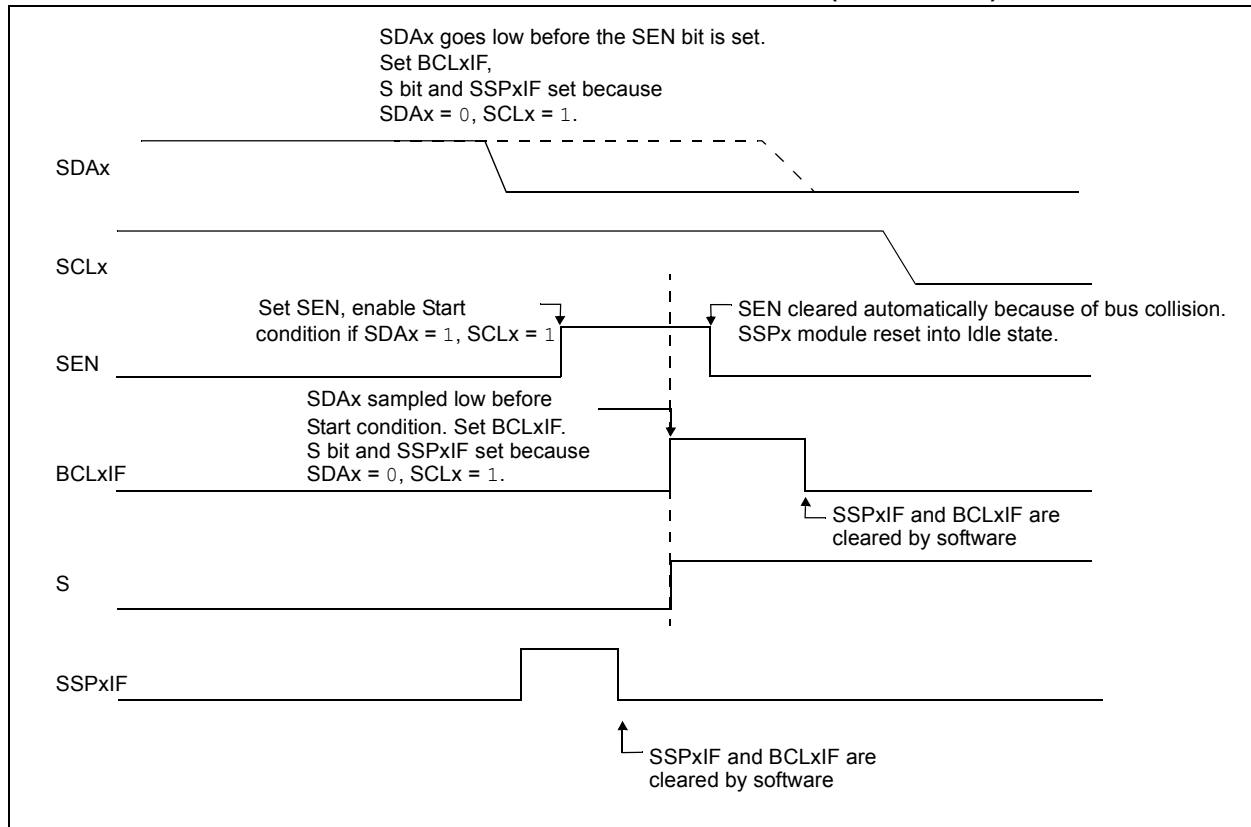 SDAx goes low before the SEN bit is set.
Set BCLxIF,
S bit and SSPxIF set because
SDAx = 0, SCLx = 1.
SDAx
SCLx
Set SEN, enable Start
condition if SDAx = 1, SCLx = 1
SEN cleared automatically because of bus collision.
SSPx module reset into Idle state.
SEN
SDAx sampled low before
Start condition. Set BCLxIF.
S bit and SSPxIF set because
SDAx = 0, SCLx = 1.
BCLxIF
SSPxIF and BCLxIF are
cleared by software
S
SSPxIF
SSPxIF and BCLxIF are
cleared by software